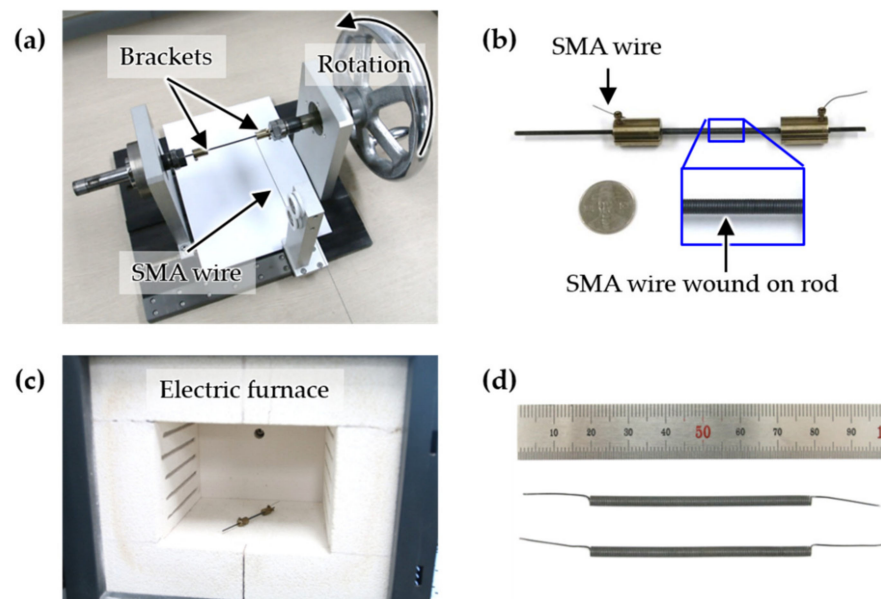 (a)
Brackets
Rotation
SMA wire
(b)
SMA wire
SMA wire wound on rod
(c)
Electric furnace
(d)
10 20 30 40 50 60 70 80 90 1